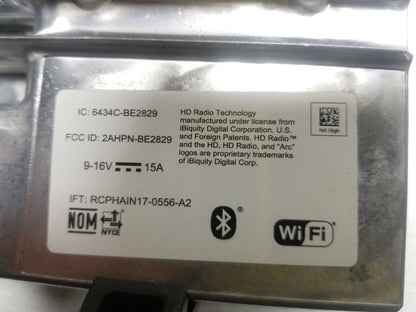 IC: 6434C-BE2829
FCC ID: 2AHPN-BE2829
9-16V 15A
IFT: RCPHAIN17-0556-A2
NOM NYCE
HD Radio Technology
manufactured under license from
iBiquity Digital Corporation. U.S.
and Foreign Patents. HD Radio™
and the HD, HD Radio, and "Arc"
logos are proprietary trademarks
of iBiquity Digital Corp.
NA High
®
Wi Fi